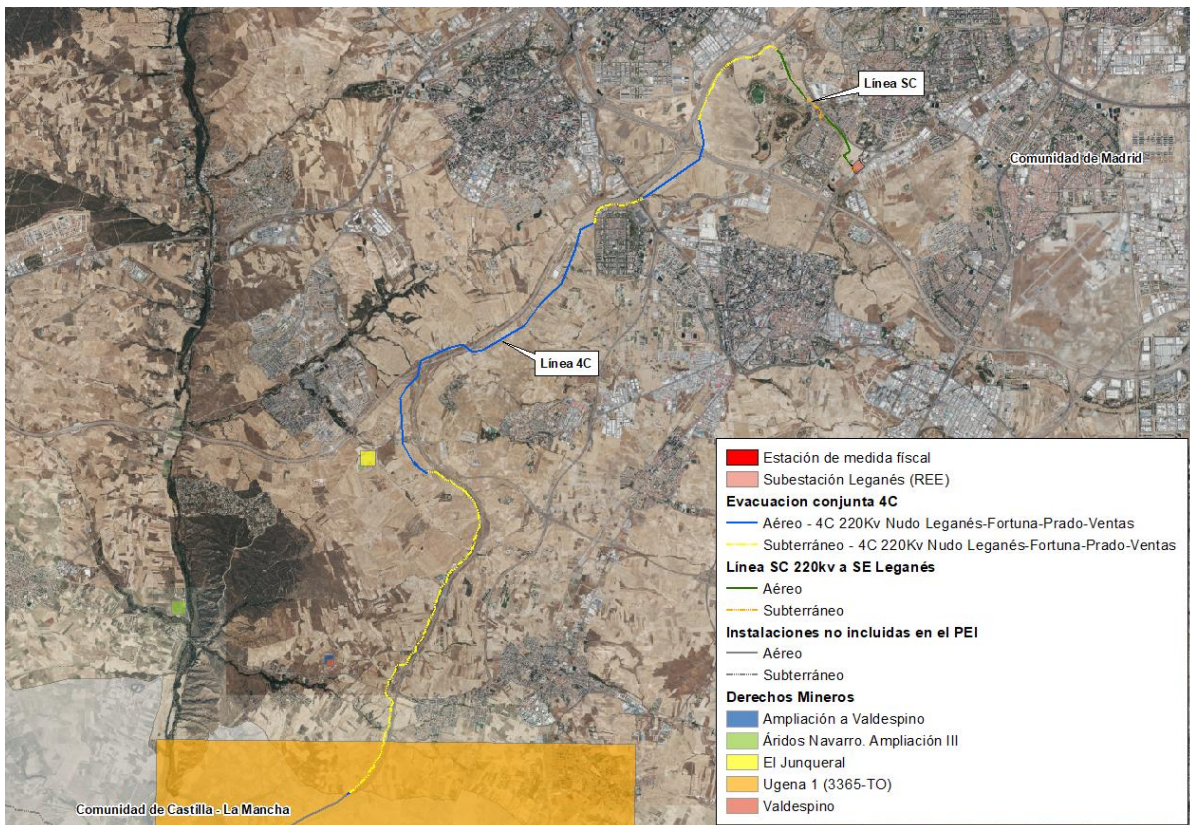 Línea SC
Comunidad de Madrid
Línea 4C
Estación de medida físcal
Subestación Leganés (REE)
Evacuacion conjunta 4C
Aéreo - 4C 220Kv Nudo Leganés-Fortuna-Prado-Ventas
Subterráneo - 4C 220Kv Nudo Leganés-Fortuna-Prado-Ventas
Línea SC 220kv a SE Leganés
Aéreo
Subterráneo
Instalaciones no incluidas en el PEI
Aéreo
Subterráneo
Derechos Mineros
Ampliación a Valdespino
Áridos Navarro. Ampliación III
El Junqueral
Ugena 1 (3365-TO)
Valdespino
Comunidad de Castilla - La Mancha